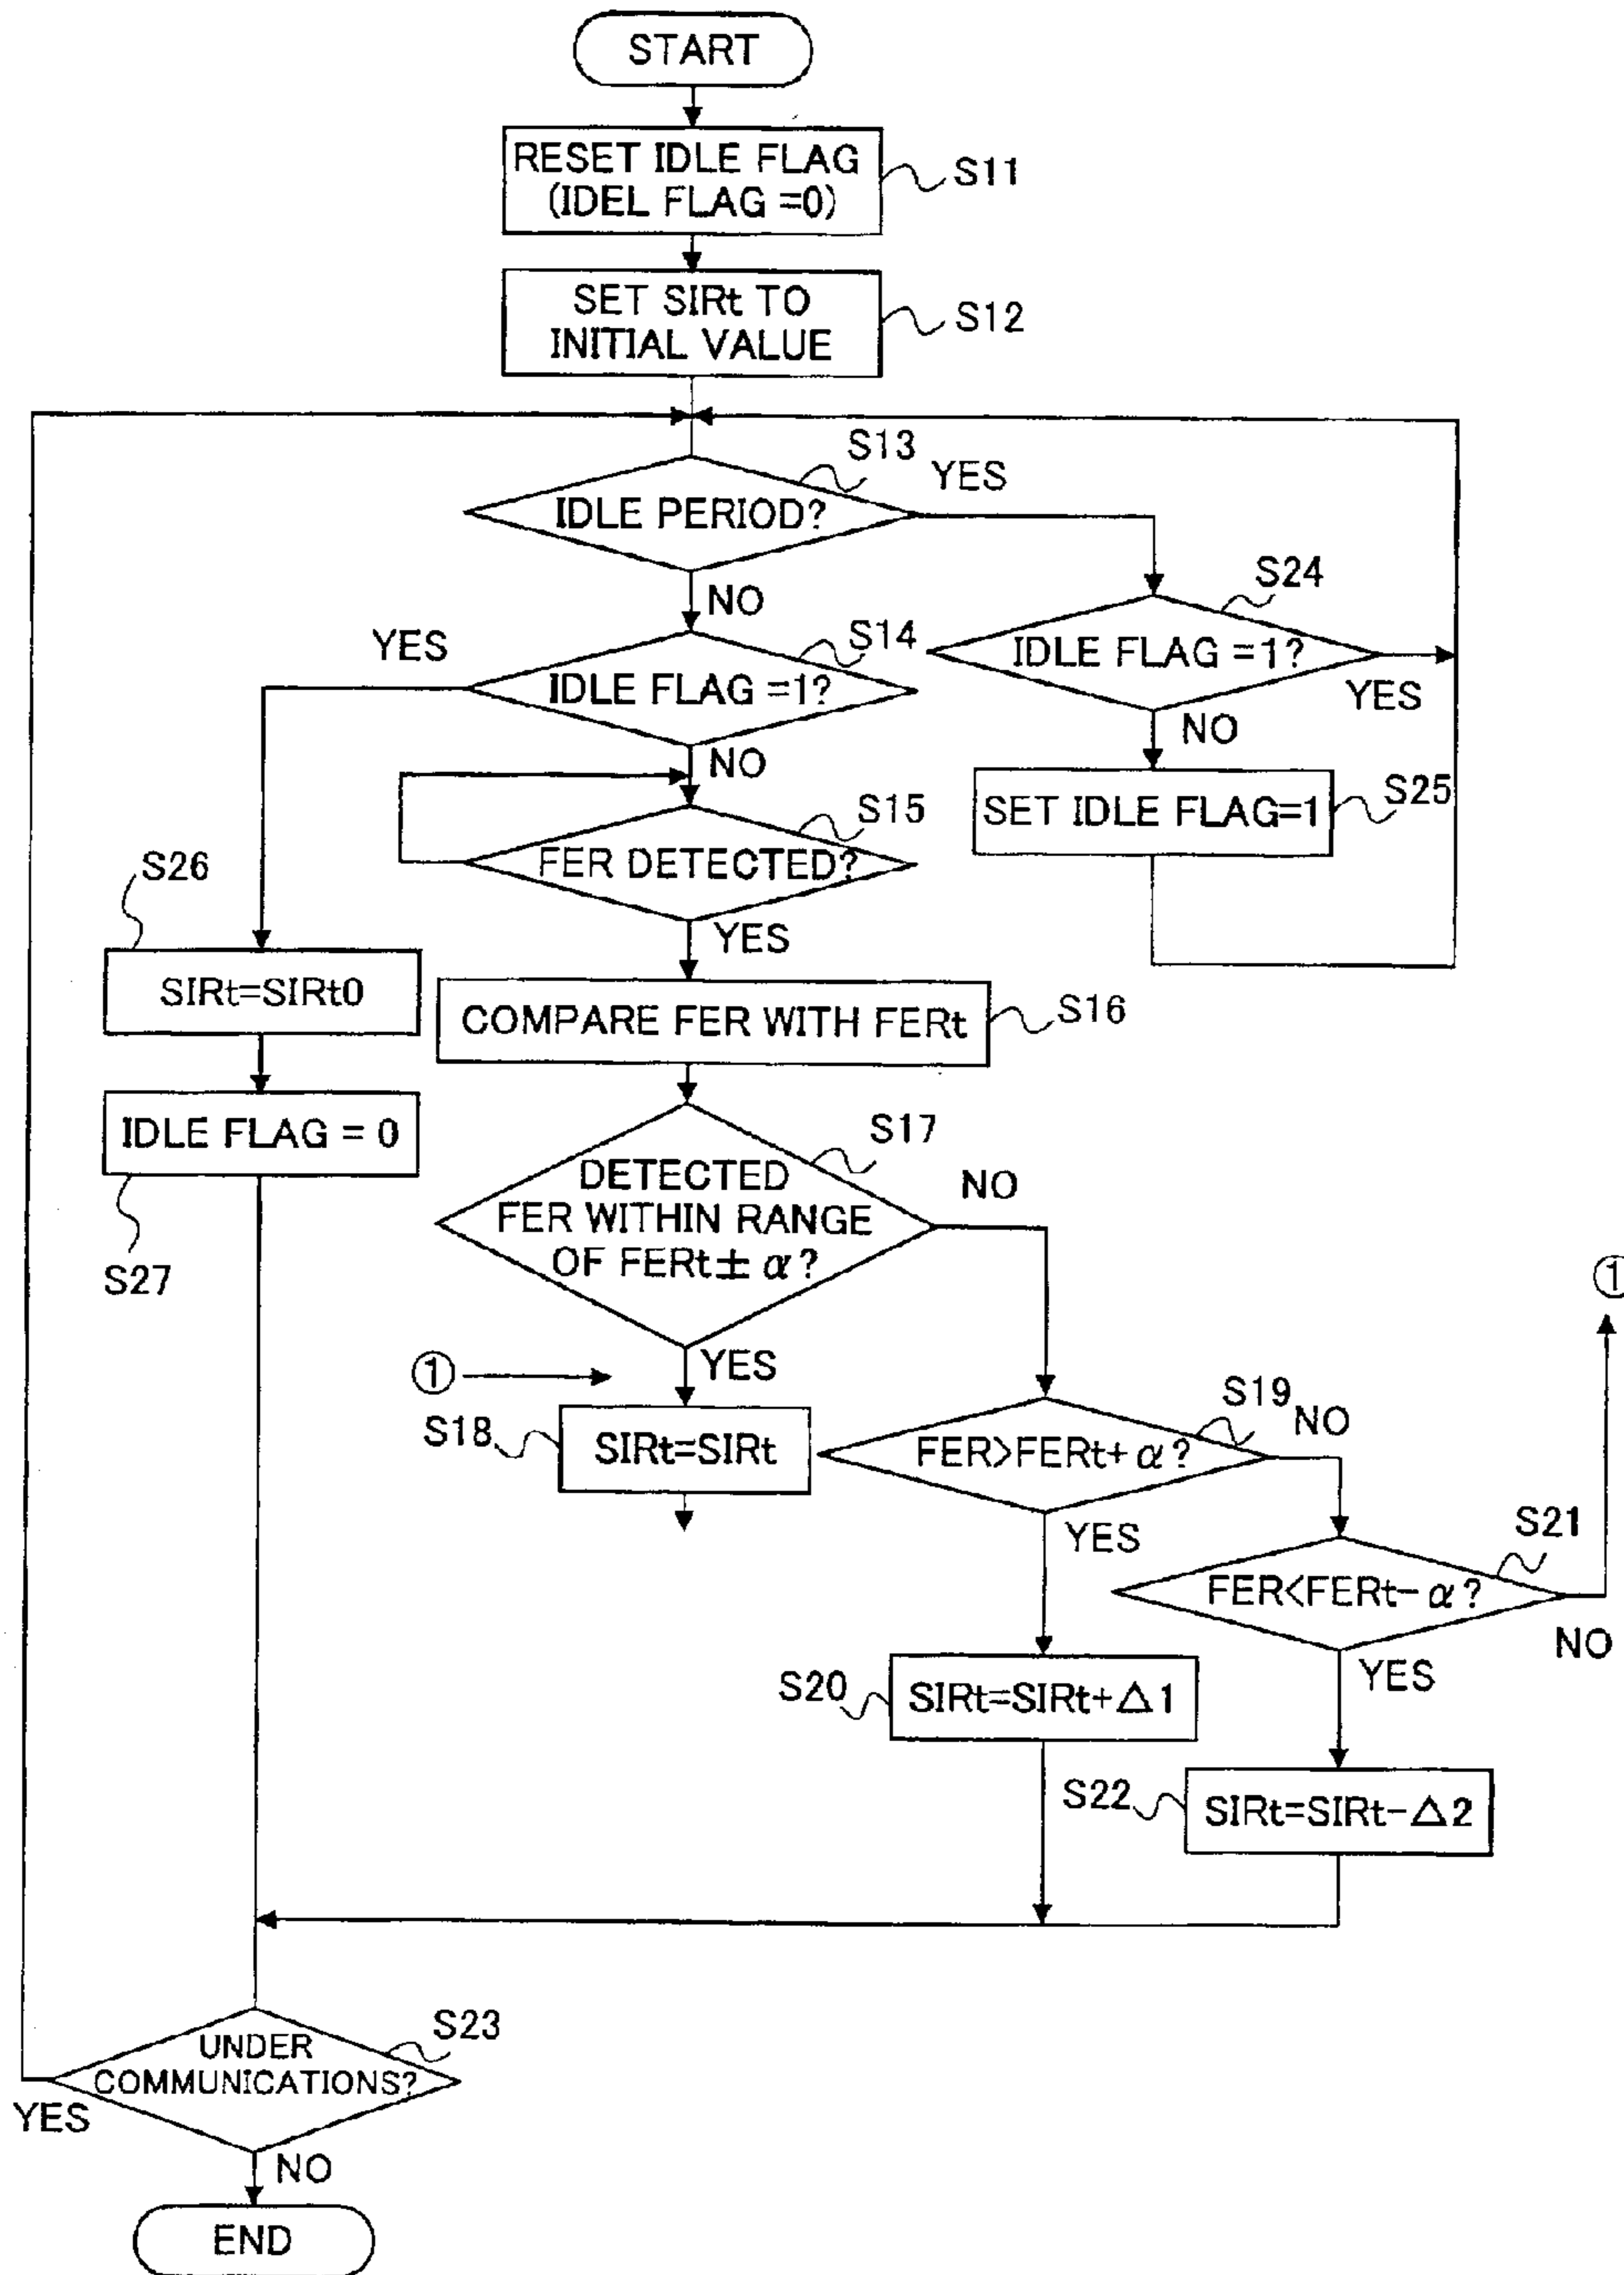 START
RESET IDLE FLAG
(IDEL FLAG =0)
S11
SET SIRt TO
INITIAL VALUE
S12
S13
YES
IDLE PERIOD?
NO
S24
IDLE FLAG =1?
YES
NO
SET IDLE FLAG=1
S25
YES
S14
IDLE FLAG =1?
NO
S15
FER DETECTED?
YES
S26
SIRt=SIRt0
COMPARE FER WITH FERt
S16
IDLE FLAG = 0
S27
S17
DETECTED
FER WITHIN RANGE
OF FERt± α?
NO
YES
①
①
S18
SIRt=SIRt
S19
NO
FER>FERt+ α?
YES
S21
FER<FERt- α?
NO
YES
S20
SIRt=SIRt+△1
S22
SIRt=SIRt-△2
S23
UNDER
COMMUNICATIONS?
YES
NO
END